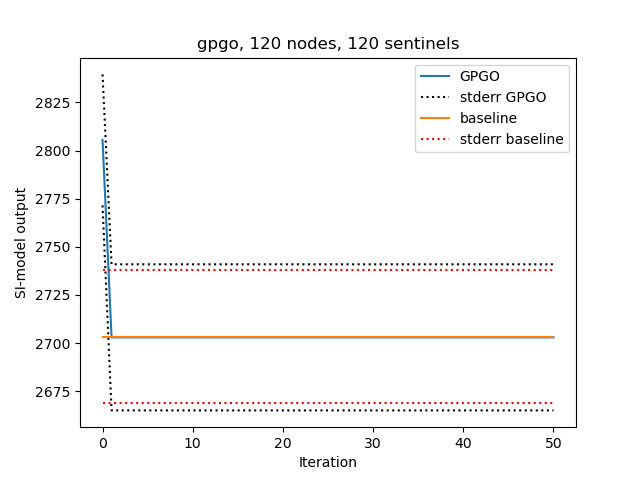 gpgo, 120 nodes, 120 sentinels
GPGO
stderr GPGO
baseline
stderr baseline
SI-model output
2825
2800
2775
2750
2725
2700
2675
0 10 20 30 40 50
Iteration